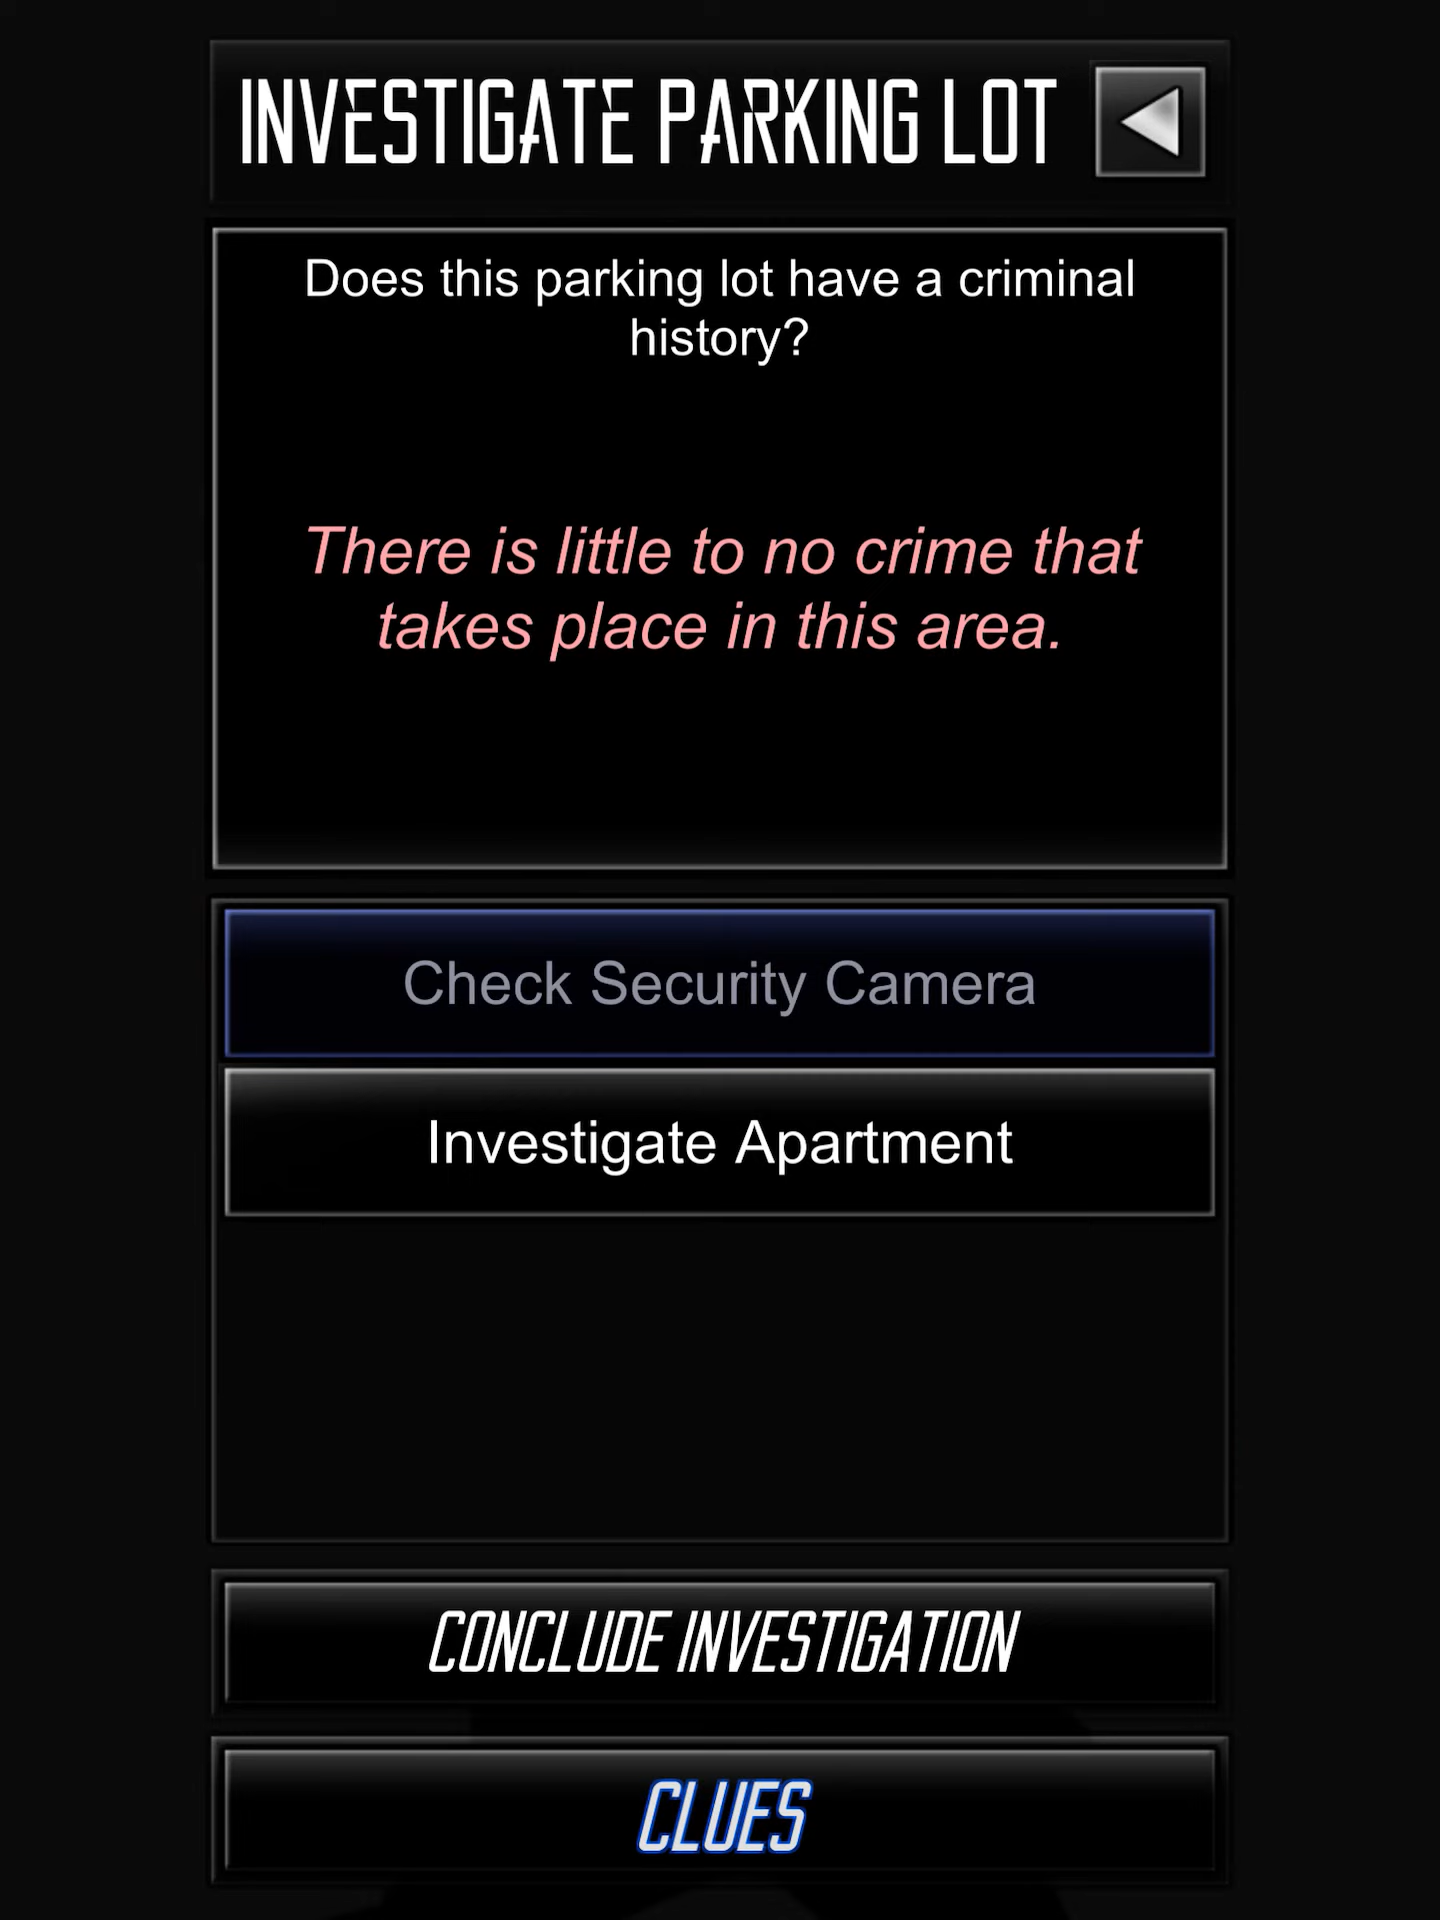 INVESTIGATE PARKING LOT
Does this parking lot have a criminal
history?
There is little to no crime that
takes place in this area.
Check Security Camera
Investigate Apartment
CONCLUDE INVESTIGATION
CLUES